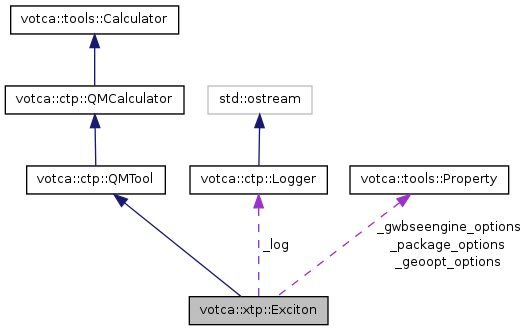 votca::tools::Calculator
votca::ctp::QMCalculator
std::ostream
votca::ctp::QMTool
votca::ctp::Logger
votca::tools::Property
_log
_gwbseengine_options
_package_options
_geoopt_options
votca::xtp::Exciton